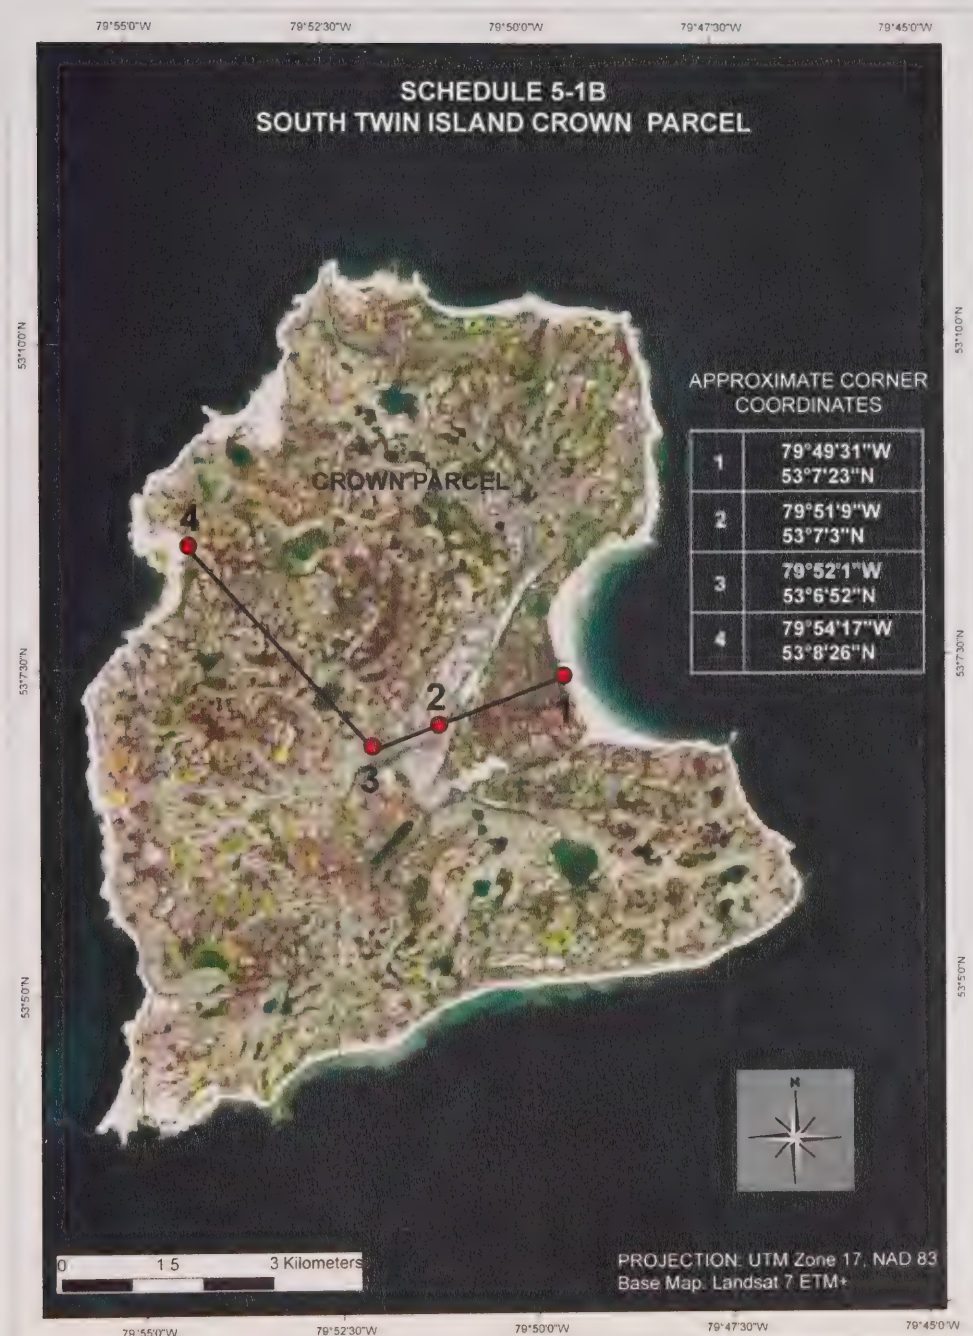 79°55'0"W 79°52'30"W 79°50'0"W 79°47'30"W 79°45'0"W
SCHEDULE 5-1B
SOUTH TWIN ISLAND CROWN PARCEL
53°10'0"N 53°10'0"N
APPROXIMATE CORNER
COORDINATES
1 79°49'31"W
53°7'23"N
2 79°51'9"W
53°7'3"N
3 79°52'1"W
53°6'52"N
4 79°54'17"W
53°8'26"N
CROWN PARCEL
4
53°7'30"N 53°7'30"N
2
1
3
53°5'0"N 53°5'0"N
N
0 1.5 3 Kilometers
PROJECTION: UTM Zone 17, NAD 83
Base Map. Landsat 7 ETM+
79°55'0"W 79°52'30"W 79°50'0"W 79°47'30"W 79°45'0"W